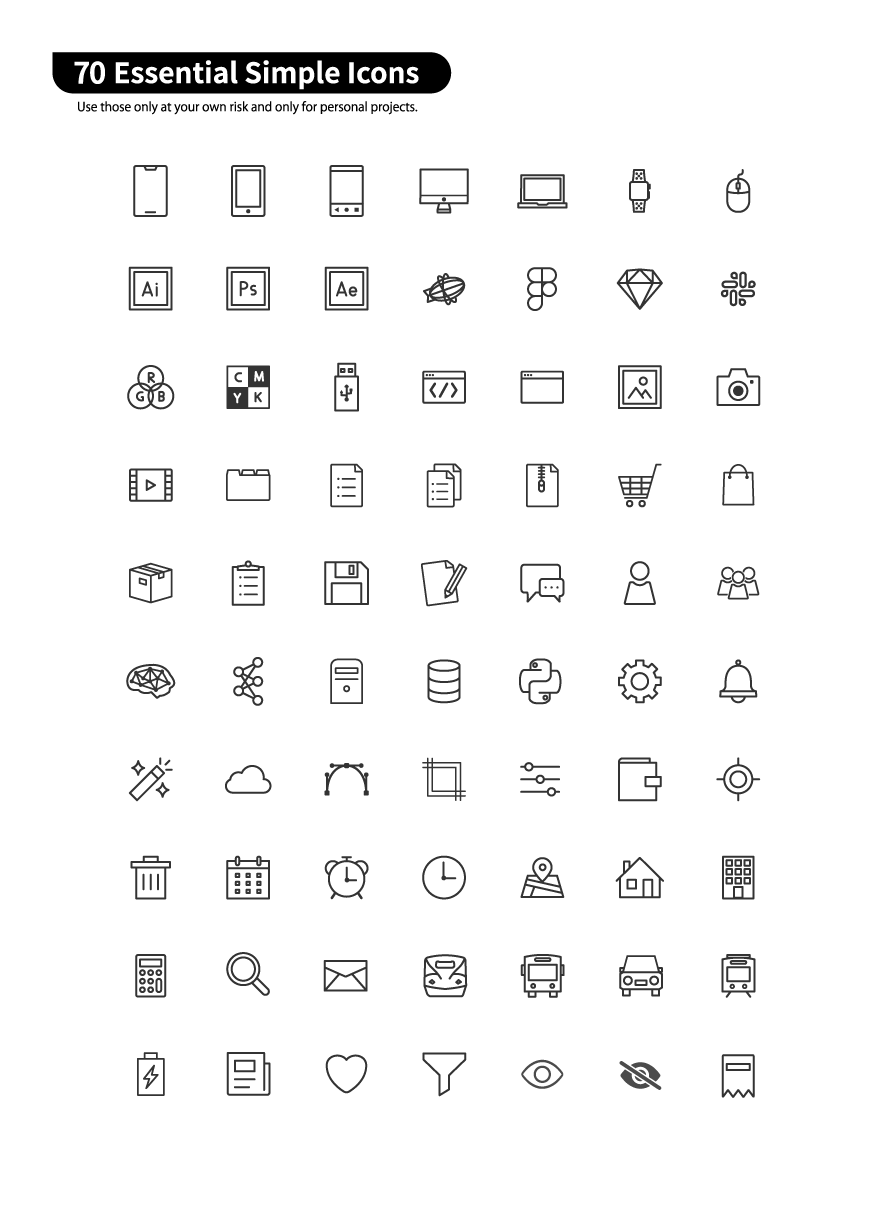 70 Essential Simple Icons
Use those only at your own risk and only for personal projects.
Ai Ps Ae
R
G B
C M
Y K